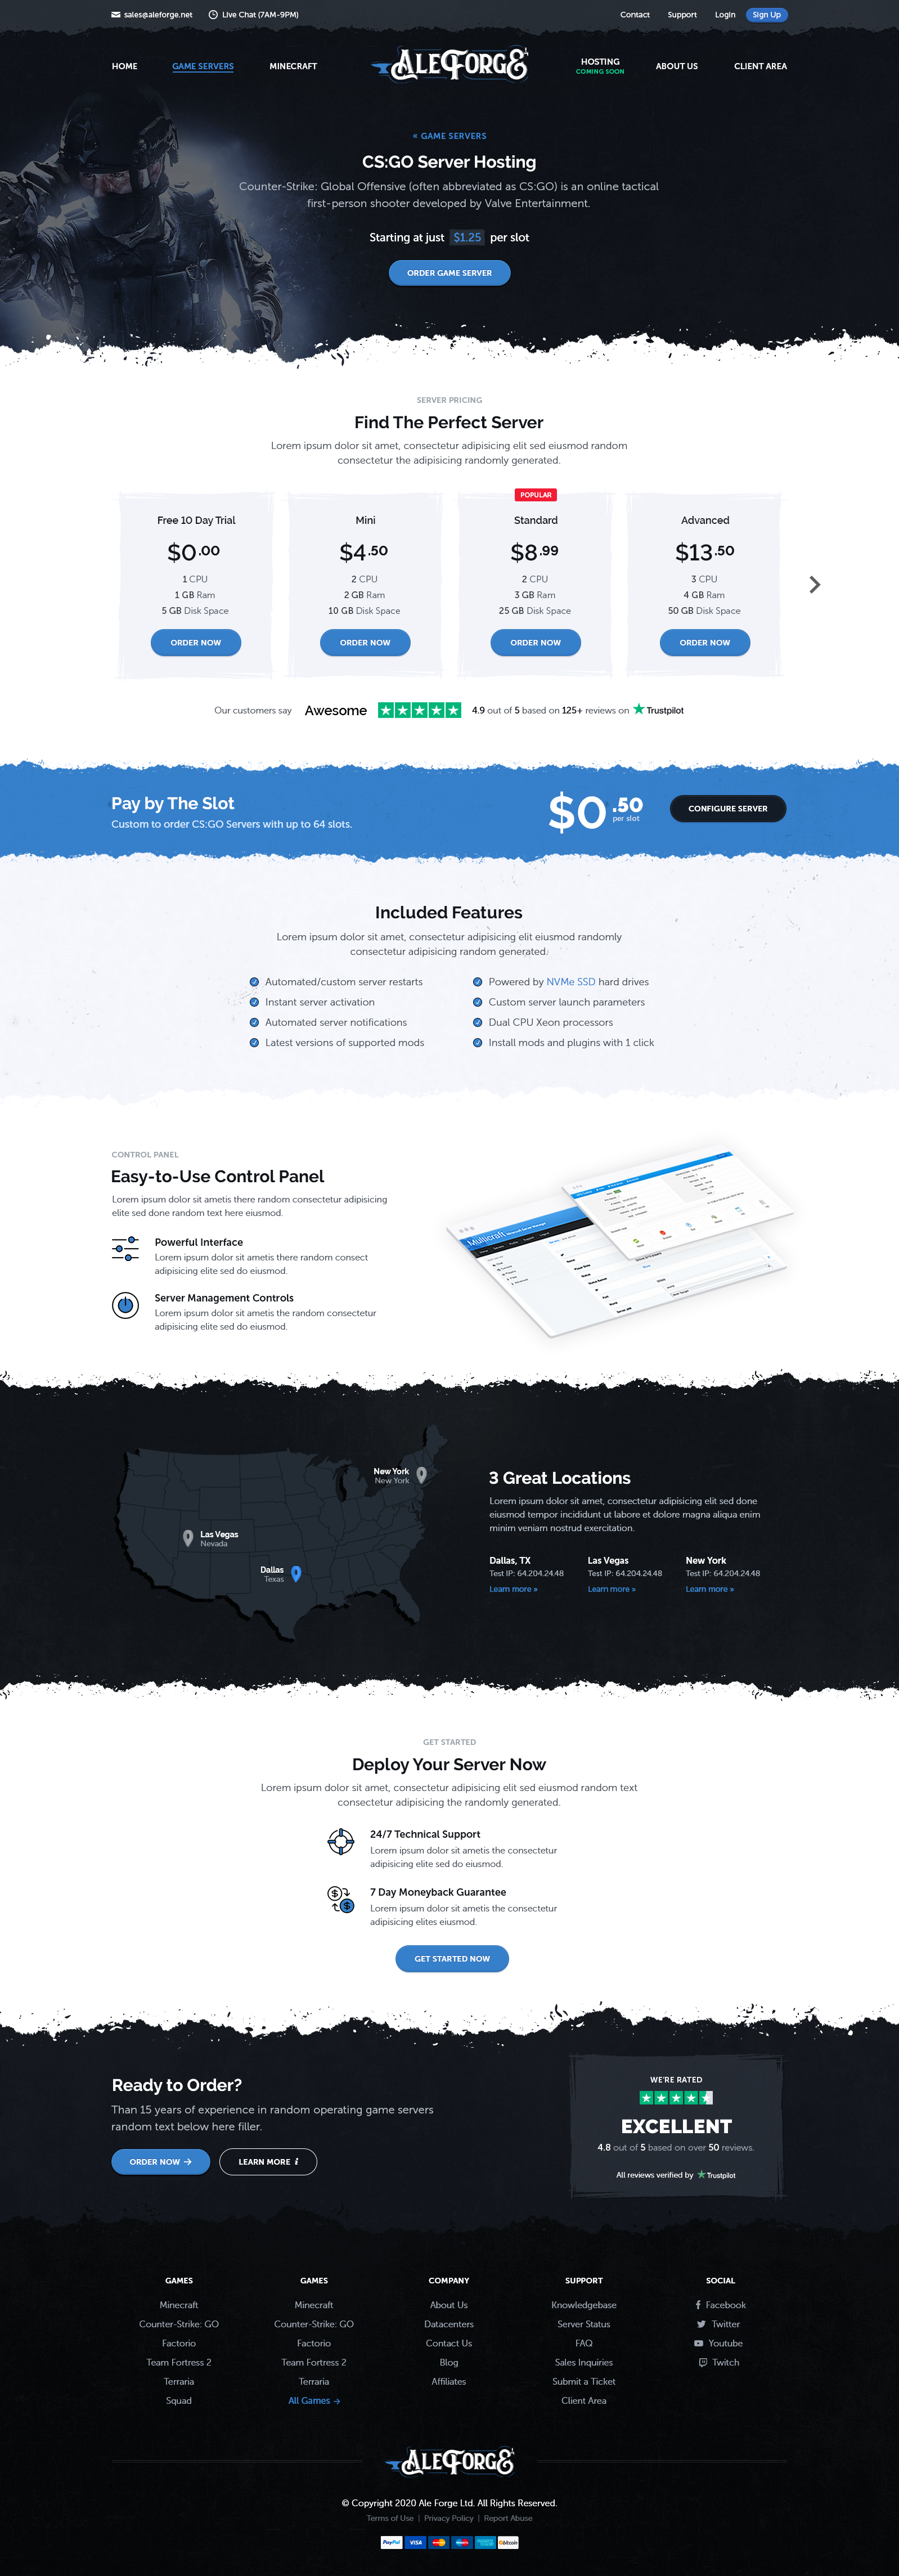 sales@aleforge.net
Live Chat (7AM-9PM)
Contact
Support
Login
Sign Up
HOME
GAME SERVERS
MINECRAFT
ALEFORGE
HOSTING
COMING SOON
ABOUT US
CLIENT AREA
« GAME SERVERS
CS:GO Server Hosting
Counter-Strike: Global Offensive (often abbreviated as CS:GO) is an online tactical
first-person shooter developed by Valve Entertainment.
Starting at just $1.25 per slot
ORDER GAME SERVER
SERVER PRICING
Find The Perfect Server
Lorem ipsum dolor sit amet, consectetur adipisicing elit sed eiusmod random
consectetur the adipisicing randomly generated.
Free 10 Day Trial
$0.00
1 CPU
1 GB Ram
5 GB Disk Space
ORDER NOW
Mini
$4.50
2 CPU
2 GB Ram
10 GB Disk Space
ORDER NOW
POPULAR
Standard
$8.99
2 CPU
3 GB Ram
25 GB Disk Space
ORDER NOW
Advanced
$13.50
3 CPU
4 GB Ram
50 GB Disk Space
ORDER NOW
Our customers say Awesome 4.9 out of 5 based on 125+ reviews on Trustpilot
Pay by The Slot
Custom to order CS:GO Servers with up to 64 slots.
$0.50
per slot
CONFIGURE SERVER
Included Features
Lorem ipsum dolor sit amet, consectetur adipisicing elit eiusmod randomly
consectetur adipisicing random generated.
Automated/custom server restarts
Instant server activation
Automated server notifications
Latest versions of supported mods
Powered by NVMe SSD hard drives
Custom server launch parameters
Dual CPU Xeon processors
Install mods and plugins with 1 click
CONTROL PANEL
Easy-to-Use Control Panel
Lorem ipsum dolor sit ametis there random consectetur adipisicing
elite sed done random text here eiusmod.
Powerful Interface
Lorem ipsum dolor sit ametis there random consect
adipisicing elite sed do eiusmod.
Server Management Controls
Lorem ipsum dolor sit ametis the random consectetur
adipisicing elite sed do eiusmod.
Multicraft
New York
New York
Las Vegas
Nevada
Dallas
Texas
3 Great Locations
Lorem ipsum dolor sit amet, consectetur adipisicing elit sed done
eiusmod tempor incididunt ut labore et dolore magna aliqua enim
minim veniam nostrud exercitation.
Dallas, TX
Test IP: 64.204.24.48
Learn more »
Las Vegas
Test IP: 64.204.24.48
Learn more »
New York
Test IP: 64.204.24.48
Learn more »
GET STARTED
Deploy Your Server Now
Lorem ipsum dolor sit amet, consectetur adipisicing elit sed eiusmod random text
consectetur adipisicing the randomly generated.
24/7 Technical Support
Lorem ipsum dolor sit ametis the consectetur
adipisicing elite sed do eiusmod.
7 Day Moneyback Guarantee
Lorem ipsum dolor sit ametis the consectetur
adipisicing elites eiusmod.
GET STARTED NOW
Ready to Order?
Than 15 years of experience in random operating game servers
random text below here filler.
ORDER NOW
LEARN MORE
WE'RE RATED
EXCELLENT
4.8 out of 5 based on over 50 reviews.
All reviews verified by Trustpilot
GAMES
Minecraft
Counter-Strike: GO
Factorio
Team Fortress 2
Terraria
Squad
GAMES
Minecraft
Counter-Strike: GO
Factorio
Team Fortress 2
Terraria
All Games
COMPANY
About Us
Datacenters
Contact Us
Blog
Affiliates
SUPPORT
Knowledgebase
Server Status
FAQ
Sales Inquiries
Submit a Ticket
Client Area
SOCIAL
Facebook
Twitter
Youtube
Twitch
ALEFORGE
© Copyright 2020 Ale Forge Ltd. All Rights Reserved.
Terms of Use | Privacy Policy | Report Abuse
PayPal
VISA
bitcoin